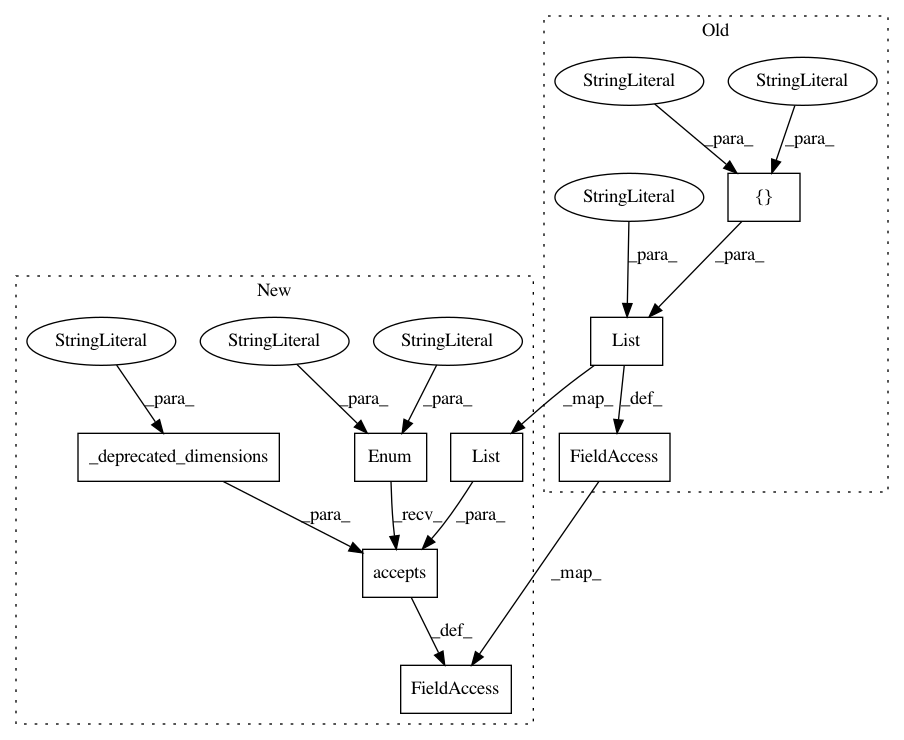 Old
StringLiteral
StringLiteral
_para_
_para_
StringLiteral
{}
_para_
_para_
New
StringLiteral
StringLiteral
StringLiteral
List
_para_
_para_
_para_
_map_
_def_
_deprecated_dimensions
Enum
List
FieldAccess
_para_
_recv_
_para_
accepts
_map_
_def_
FieldAccess